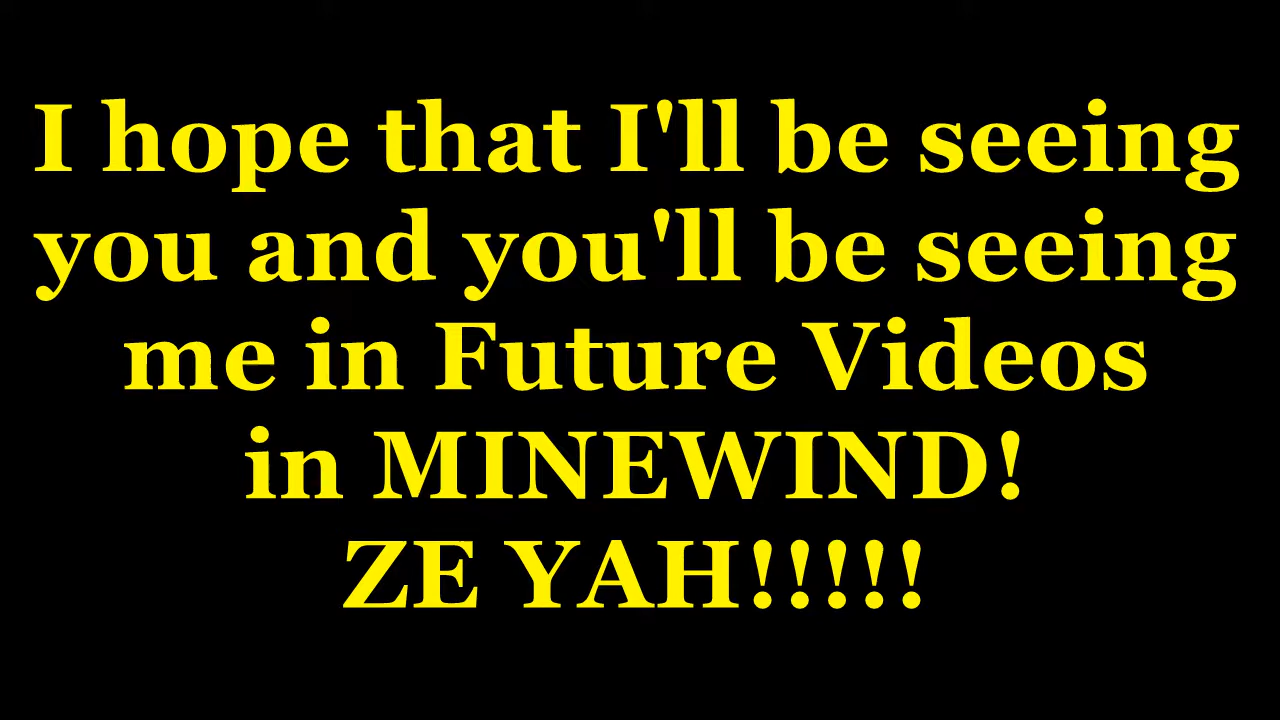 I hope that I'll be seeing
you and you'll be seeing
me in Future Videos
in MINEWIND!
ZE YAH!!!!!